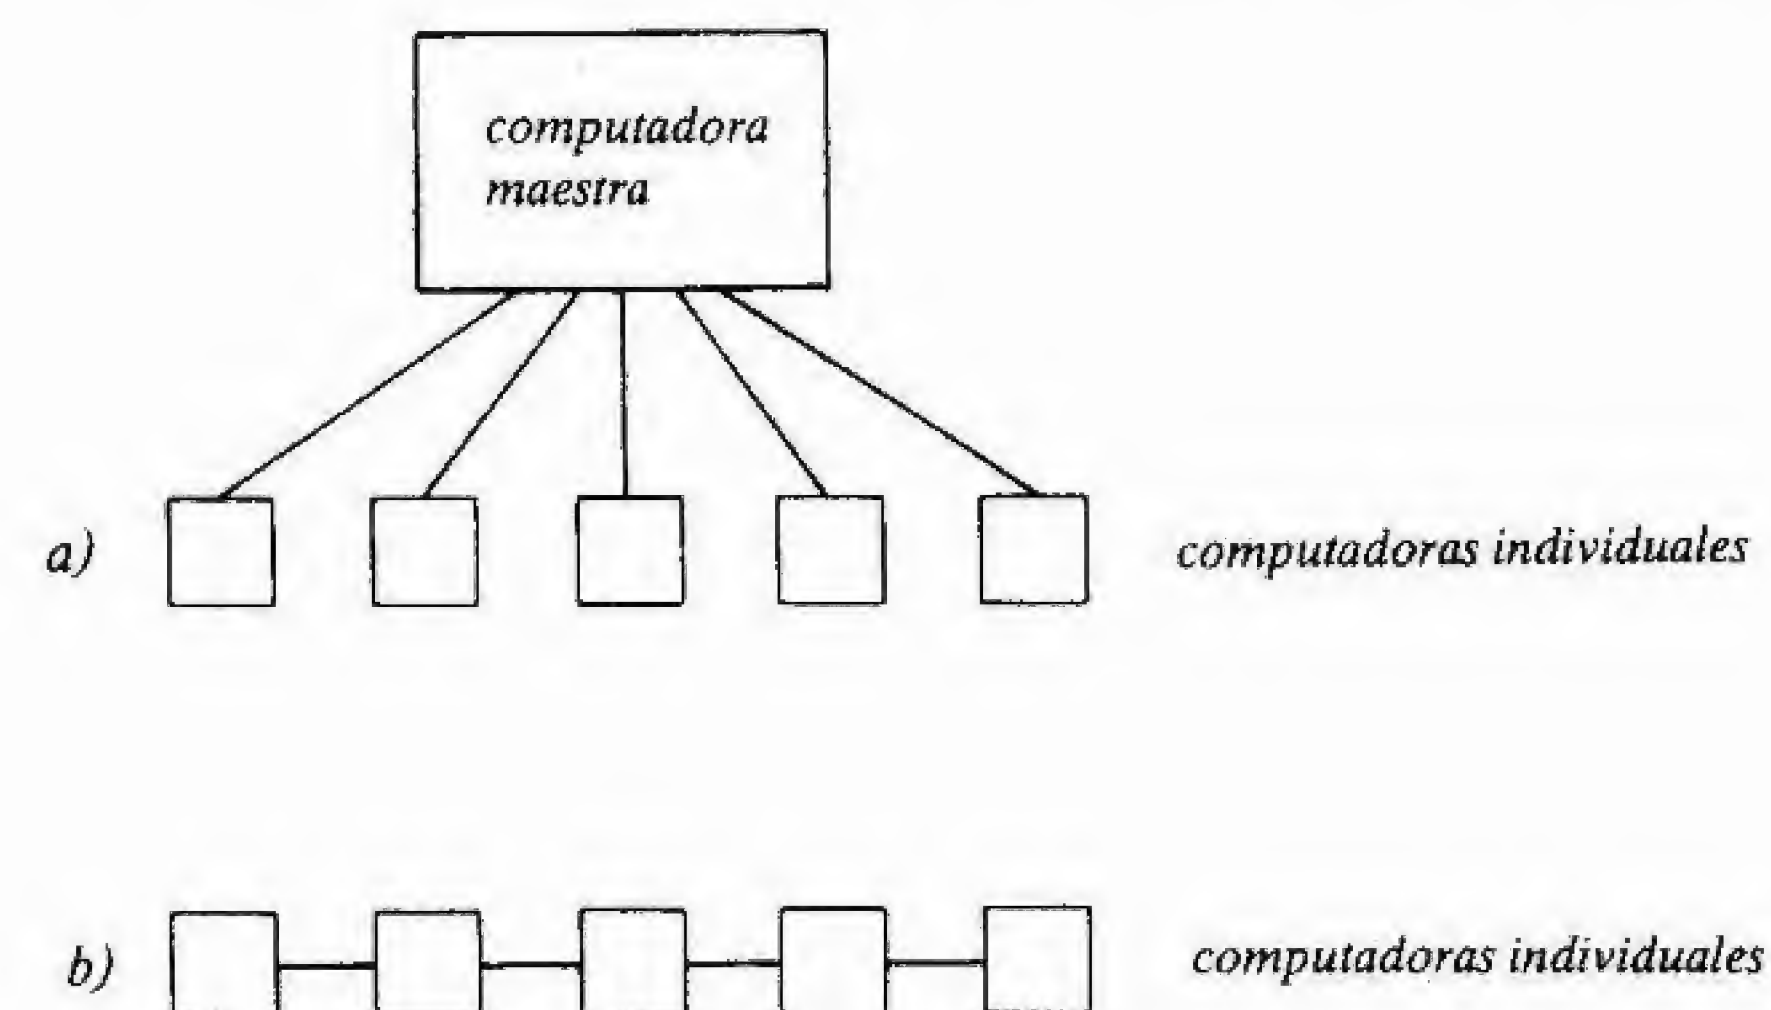 computadora
maestra
a)
computadoras individuales
b)
computadoras individuales